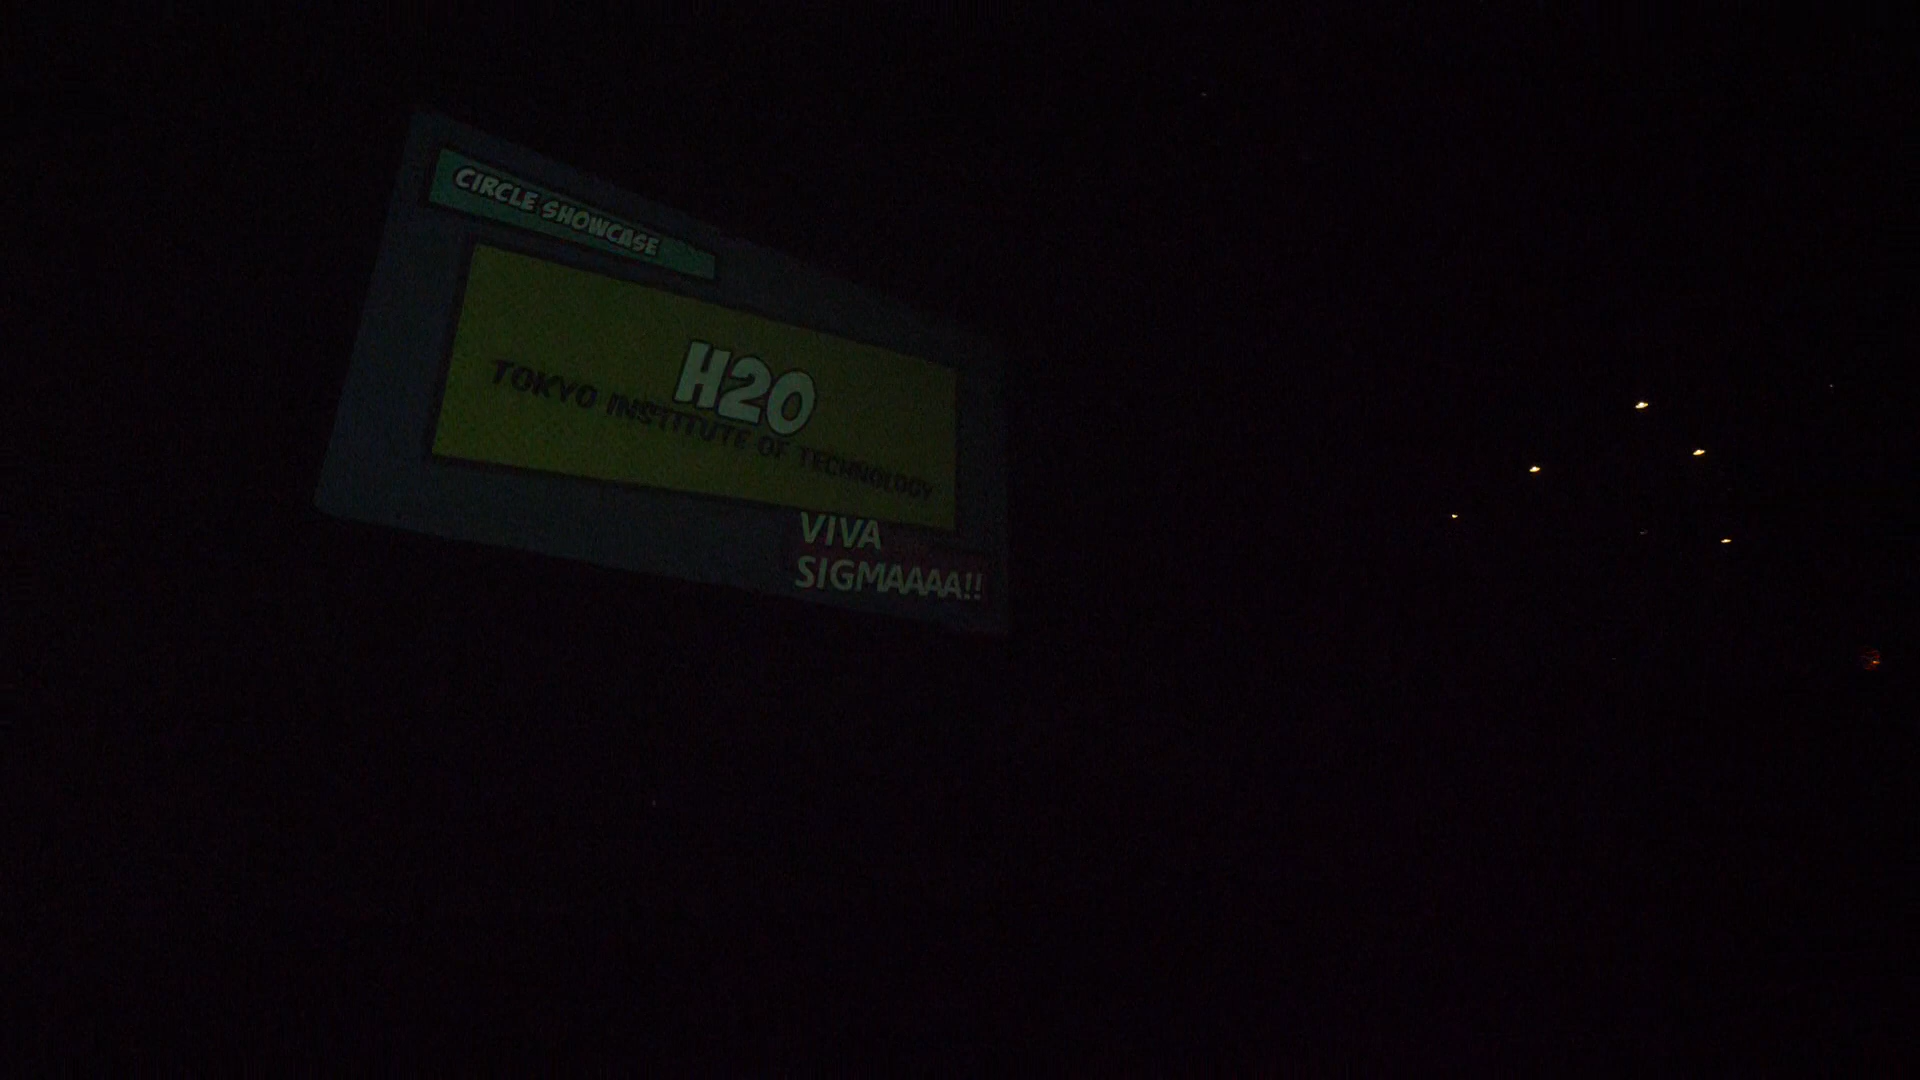 CIRCLE SHOWCASE
H2O
TOKYO INSTITUTE OF TECHNOLOGY
VIVA
SIGMAAAA!!